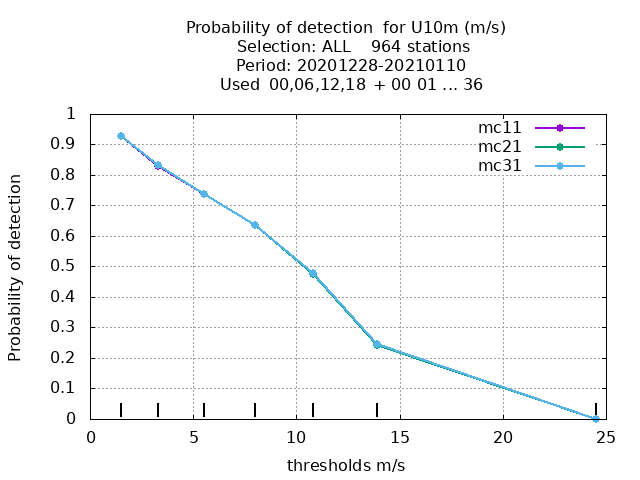 Probability of detection  for U10m (m/s)
Selection: ALL    964 stations
Period: 20201228-20210110
Used  00,06,12,18  + 00 01 ... 36
mc11
mc21
mc31
Probability of detection
1
0.9
0.8
0.7
0.6
0.5
0.4
0.3
0.2
0.1
0
0 5 10 15 20 25
thresholds m/s